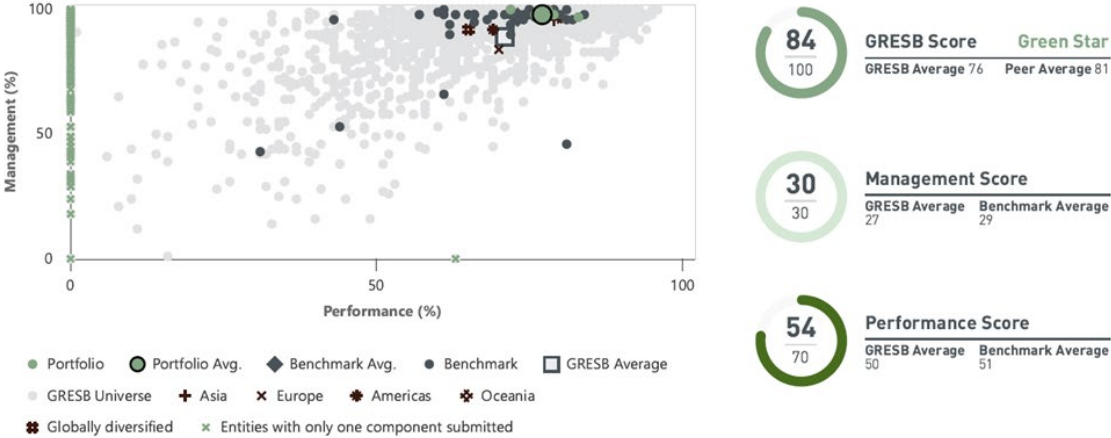 100
50
0
Management (%)
0
50
100
Performance (%)
Portfolio
Portfolio Avg.
Benchmark Avg.
Benchmark
GRESB Average
GRESB Universe
Asia
Europe
Americas
Oceania
Globally diversified
Entities with only one component submitted
84
100
GRESB Score Green Star
GRESB Average 76 Peer Average 81
30
30
Management Score
GRESB Average Benchmark Average
27 29
54
70
Performance Score
GRESB Average Benchmark Average
50 51